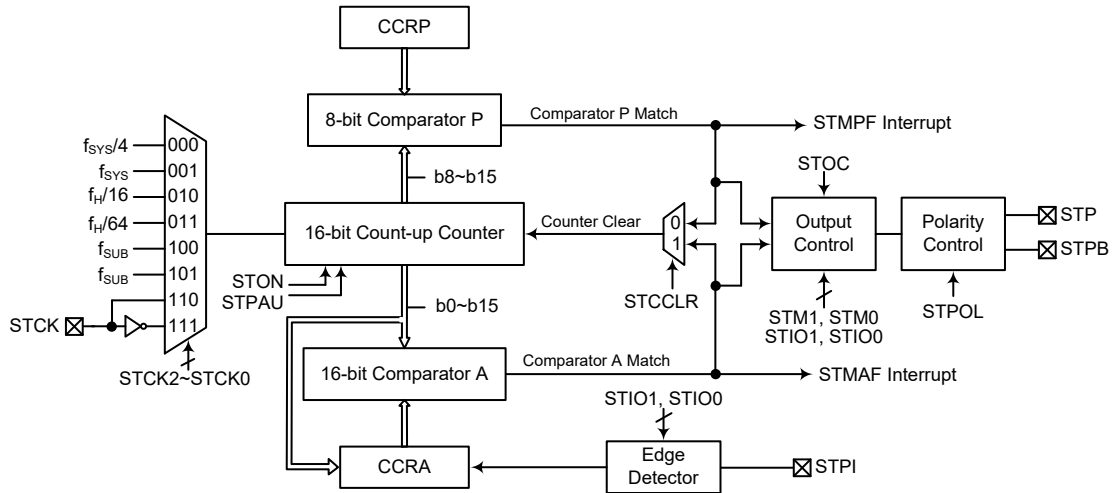 CCRP
8-bit Comparator P
Comparator P Match
STMPF Interrupt
b8~b15
fSYS/4
000
fSYS
001
fH/16
010
fH/64
011
fSUB
100
fSUB
101
110
111
STCK
STCK2~STCK0
16-bit Count-up Counter
STON
STPAU
Counter Clear
0
1
STCCLR
STOC
Output
Control
STM1, STM0
STIO1, STIO0
Polarity
Control
STPOL
STP
STPB
b0~b15
16-bit Comparator A
Comparator A Match
STMAF Interrupt
STIO1, STIO0
CCRA
Edge
Detector
STPI